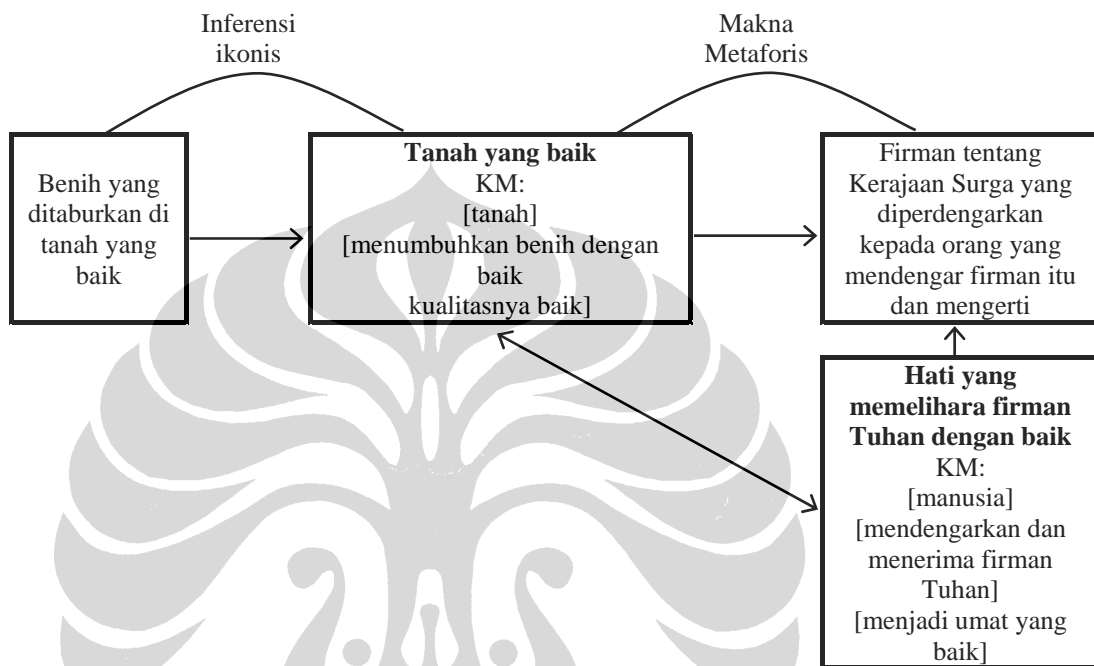 Inferensi
ikonis
Makna
Metaforis
Benih yang
ditaburkan di
tanah yang
baik
Tanah yang baik
KM:
[tanah]
[menumbuhkan benih dengan
baik
kualitasnya baik]
Firman tentang
Kerajaan Surga yang
diperdengarkan
kepada orang yang
mendengar firman itu
dan mengerti
Hati yang
memelihara firman
Tuhan dengan baik
KM:
[manusia]
[mendengarkan dan
menerima firman
Tuhan]
[menjadi umat yang
baik]